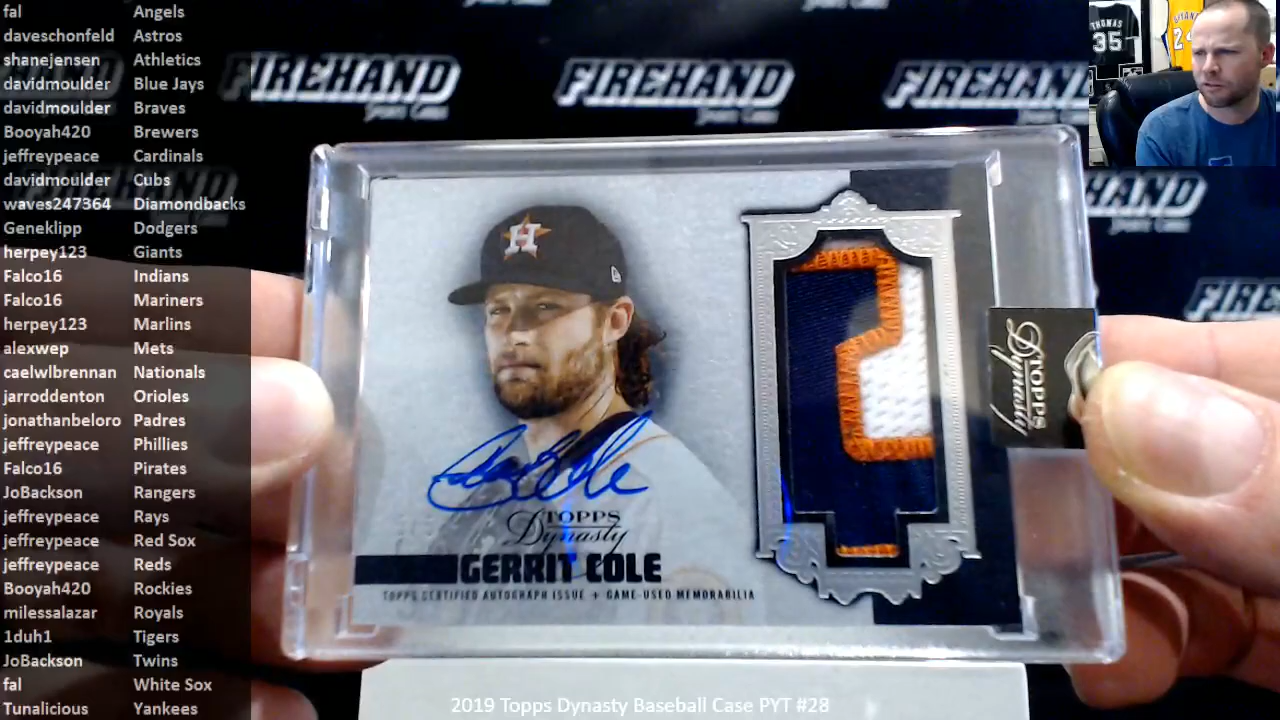 fal Angels
daveschonfeld Astros
shanejensen Athletics
davidmoulder Blue Jays
davidmoulder Braves
Booyah420 Brewers
jeffreypeace Cardinals
davidmoulder Cubs
waves247364 Diamondbacks
Geneklipp Dodgers
herpey123 Giants
Falco16 Indians
Falco16 Mariners
herpey123 Marlins
alexwep Mets
caelwlbrennan Nationals
jarroddenton Orioles
jonathanbeloro Padres
jeffreypeace Phillies
Falco16 Pirates
JoBackson Rangers
jeffreypeace Rays
jeffreypeace Red Sox
jeffreypeace Reds
Booyah420 Rockies
milessalazar Royals
1duh1 Tigers
JoBackson Twins
fal White Sox
Tunalicious Yankees
FIREHAND FIREHAND FIREHAND
THOMAS
35
H
TOPPS
Dynasty
GERRIT COLE
TOPPS CERTIFIED AUTOGRAPH ISSUE + GAME-USED MEMORABILIA
TOPPS
Dynasty
2019 Topps Dynasty Baseball Case PYT #28